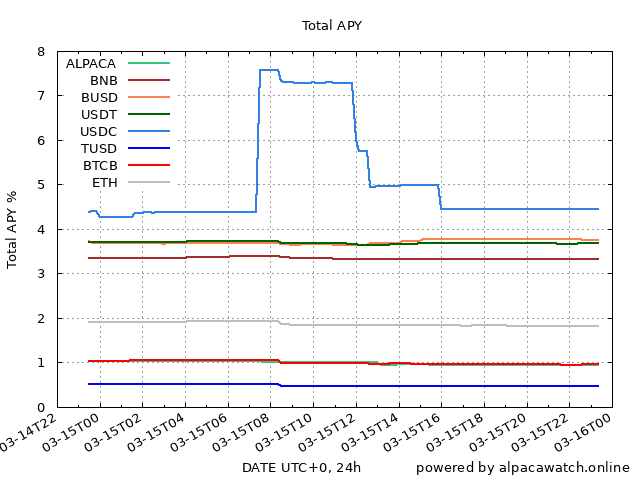 Total APY
8
7
6
5
4
3
2
1
0
Total APY %
ALPACA
BNB
BUSD
USDT
USDC
TUSD
BTCB
ETH
03-14T22
03-15T00
03-15T02
03-15T04
03-15T06
03-15T08
03-15T10
03-15T12
03-15T14
03-15T16
03-15T18
03-15T20
03-15T22
03-16T00
DATE UTC+0, 24h
powered by alpacawatch.online